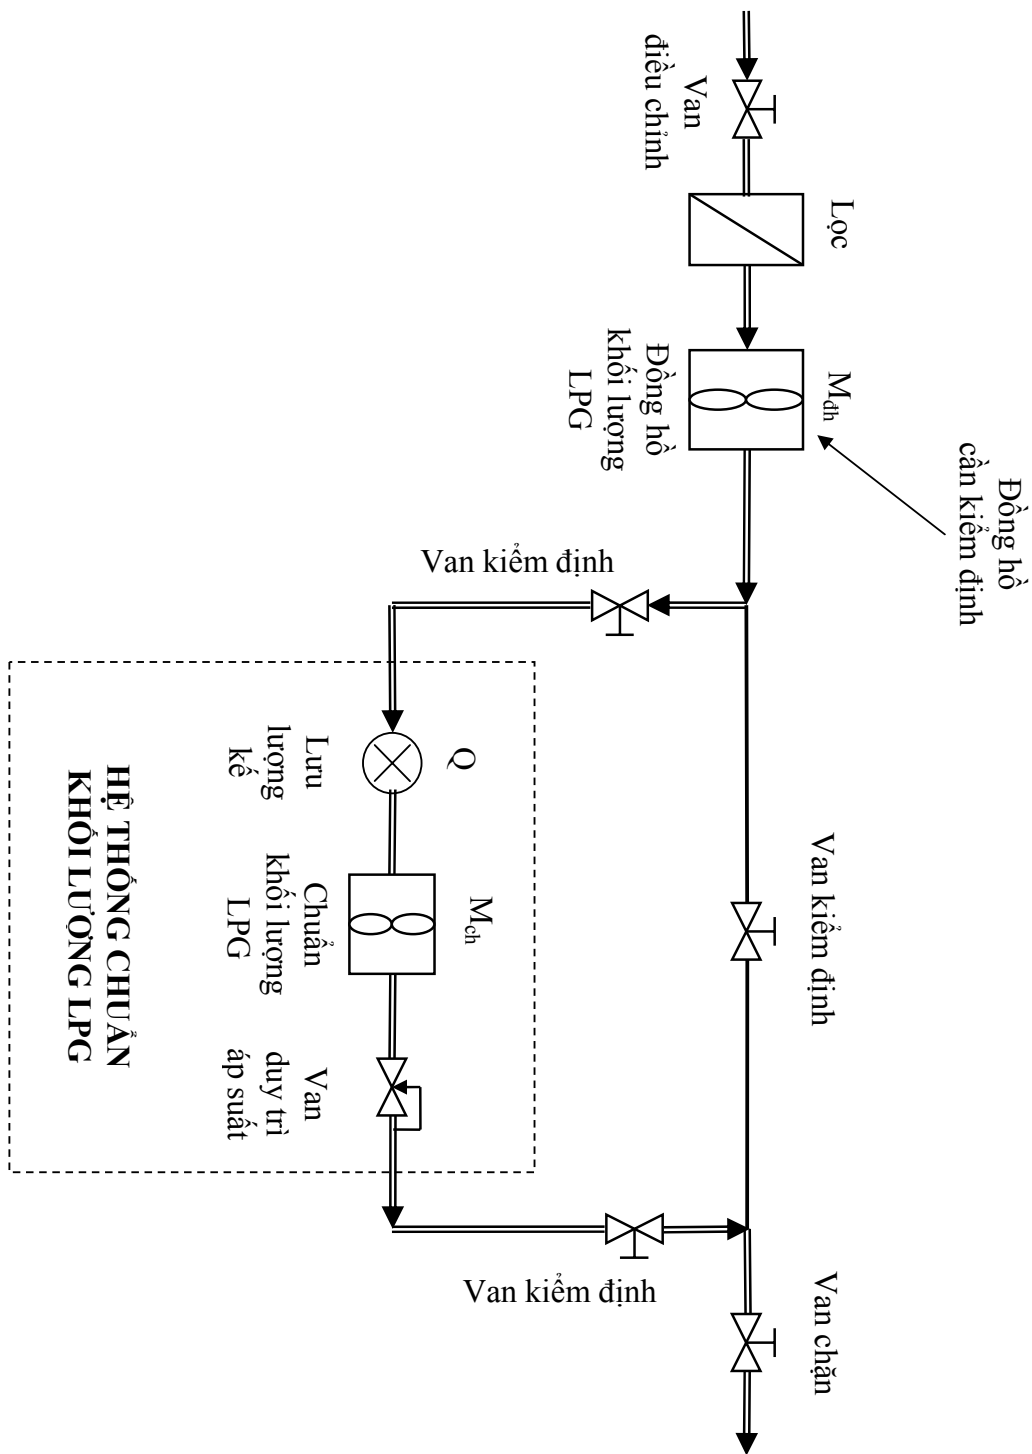 Van
điều chỉnh
Lọc
M₍đh₎
Đồng hồ
khối lượng
LPG
Đồng hồ
cần kiểm định
Van kiểm định
Q
Lưu
lượng
kế
M_ch
Chuẩn
khối lượng
LPG
Van
duy trì
áp suất
HỆ THỐNG CHUẨN
KHỐI LƯỢNG LPG
Van kiểm định
Van kiểm định
Van chặn